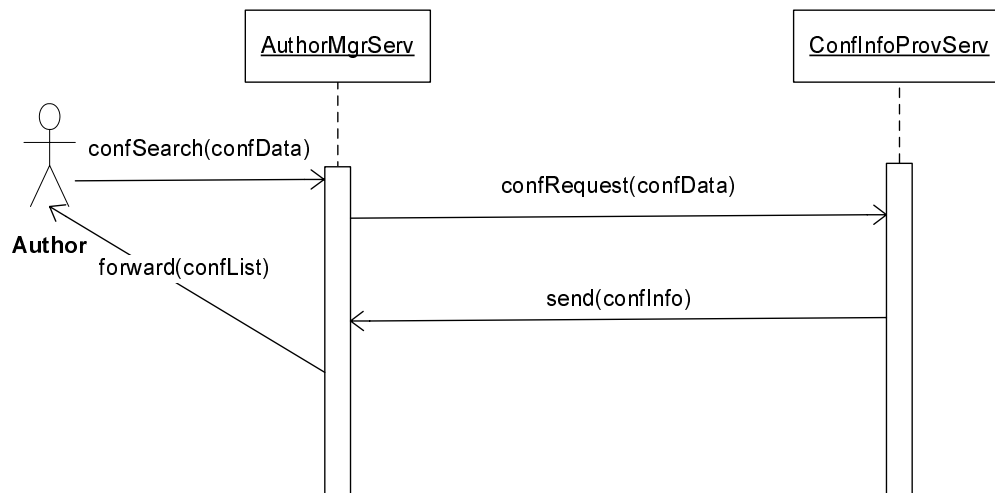 AuthorMgrServ
ConfInfoProvServ
confSearch(confData)
confRequest(confData)
Author
forward(confList)
send(confInfo)